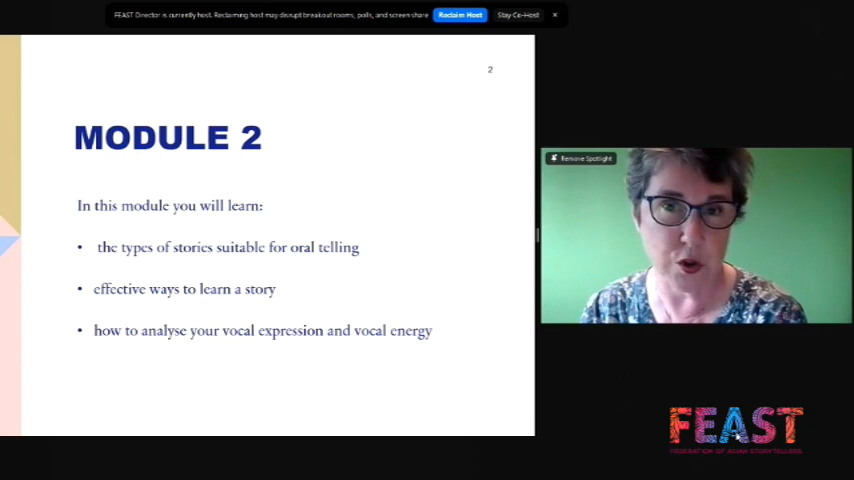 FEAST Director is currently host. Reclaiming host may disrupt breakout rooms, polls, and screen share
Reclaim Host
Stay Co-Host
2
MODULE 2
In this module you will learn:
• the types of stories suitable for oral telling
• effective ways to learn a story
• how to analyse your vocal expression and vocal energy
Remove Spotlight
FEAST
FEDERATION OF ASIAN STORYTELLERS